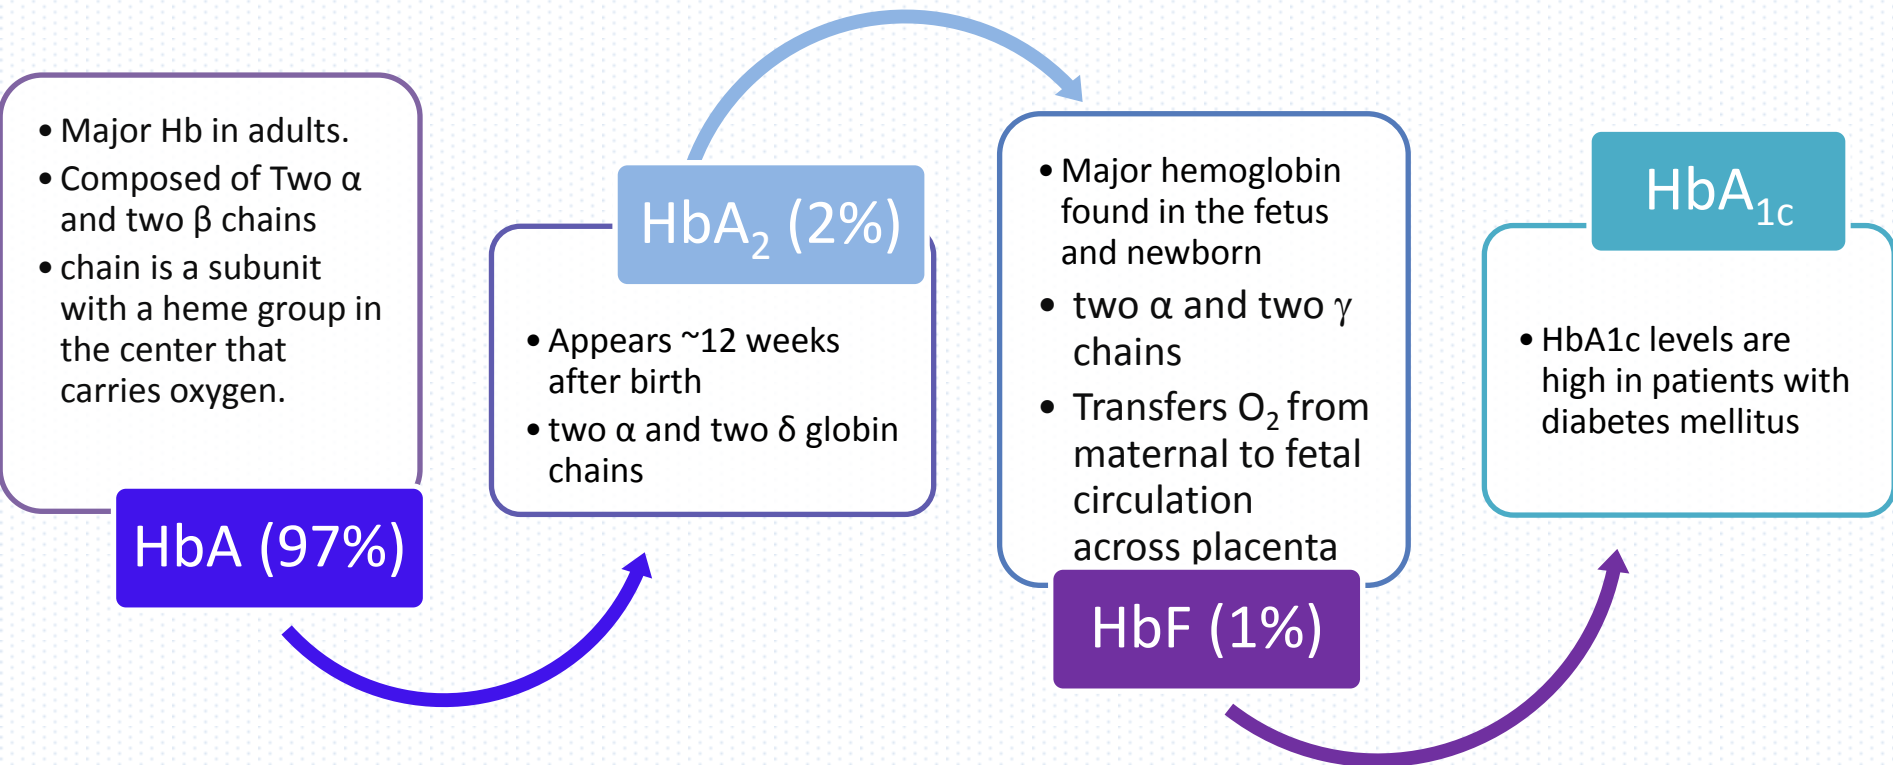 • Major Hb in adults.
• Composed of Two α
and two β chains
• chain is a subunit
with a heme group in
the center that
carries oxygen.
HbA (97%)
HbA₂ (2%)
• Appears ~12 weeks
after birth
• two α and two δ globin
chains
• Major hemoglobin
found in the fetus
and newborn
• two α and two γ
chains
• Transfers O₂ from
maternal to fetal
circulation
across placenta
HbF (1%)
HbA₁c
• HbA1c levels are
high in patients with
diabetes mellitus